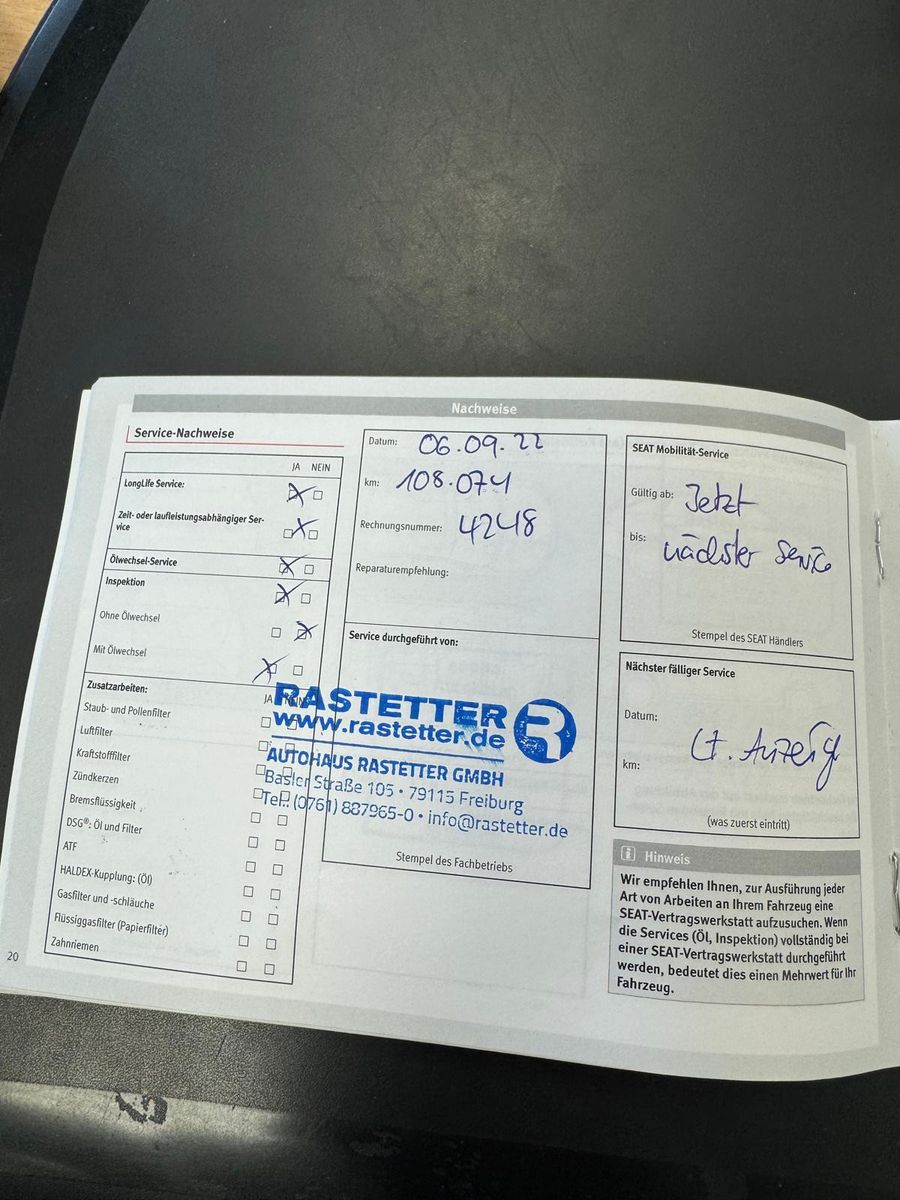 Nachweise
Service-Nachweise
JA NEIN
LongLife Service:
Zeit- oder laufleistungsabhängiger Ser-
vice
Ölwechsel-Service
Inspektion
Ohne Ölwechsel
Mit Ölwechsel
Zusatzarbeiten:
JA NEIN
Staub- und Pollenfilter
Luftfilter
Kraftstofffilter
Zündkerzen
Bremsflüssigkeit
DSG®: Öl und Filter
ATF
HALDEX-Kupplung: (Öl)
Gasfilter und -schläuche
Flüssiggasfilter (Papierfilter)
Zahnriemen
20
Datum: 06.09.22
km: 108.074
Rechnungsnummer: 4248
Reparaturempfehlung:
Service durchgeführt von:
RASTETTER
www.rastetter.de
AUTOHAUS RASTETTER GMBH
Basler Straße 105 • 79115 Freiburg
Tel.: (0761) 887965-0 • info@rastetter.de
Stempel des Fachbetriebs
SEAT Mobilität-Service
Gültig ab: Jetzt
bis: nächster Service
Stempel des SEAT Händlers
Nächster fälliger Service
Datum:
Lt. Anzeige
km:
(was zuerst eintritt)
Hinweis
Wir empfehlen Ihnen, zur Ausführung jeder
Art von Arbeiten an Ihrem Fahrzeug eine
SEAT-Vertragswerkstatt aufzusuchen. Wenn
die Services (Öl, Inspektion) vollständig bei
einer SEAT-Vertragswerkstatt durchgeführt
werden, bedeutet dies einen Mehrwert für Ihr
Fahrzeug.